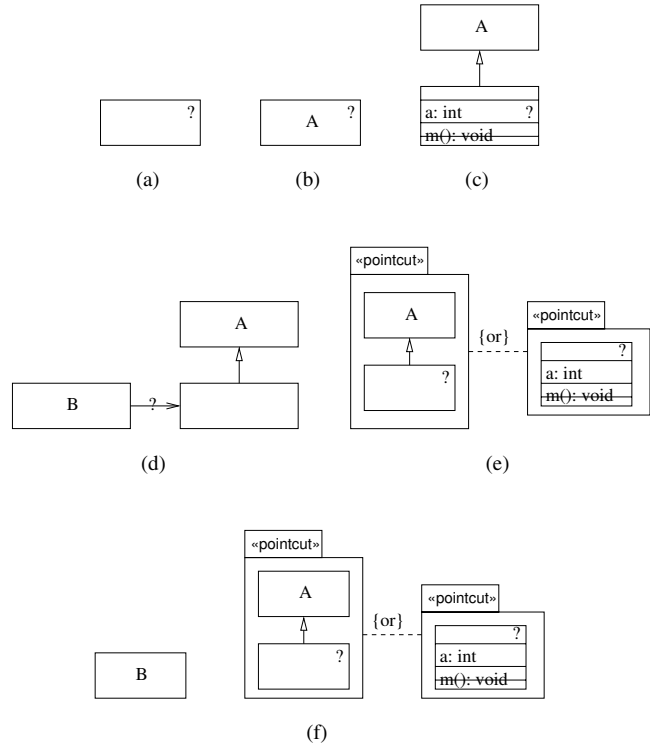 A
?
A ?
a: int ?
m(): void
(a)
(b)
(c)
«pointcut»
A
A
«pointcut»
{or}
?
?
a: int
B
?
m(): void
(d)
(e)
«pointcut»
A
«pointcut»
{or}
?
?
a: int
B
m(): void
(f)